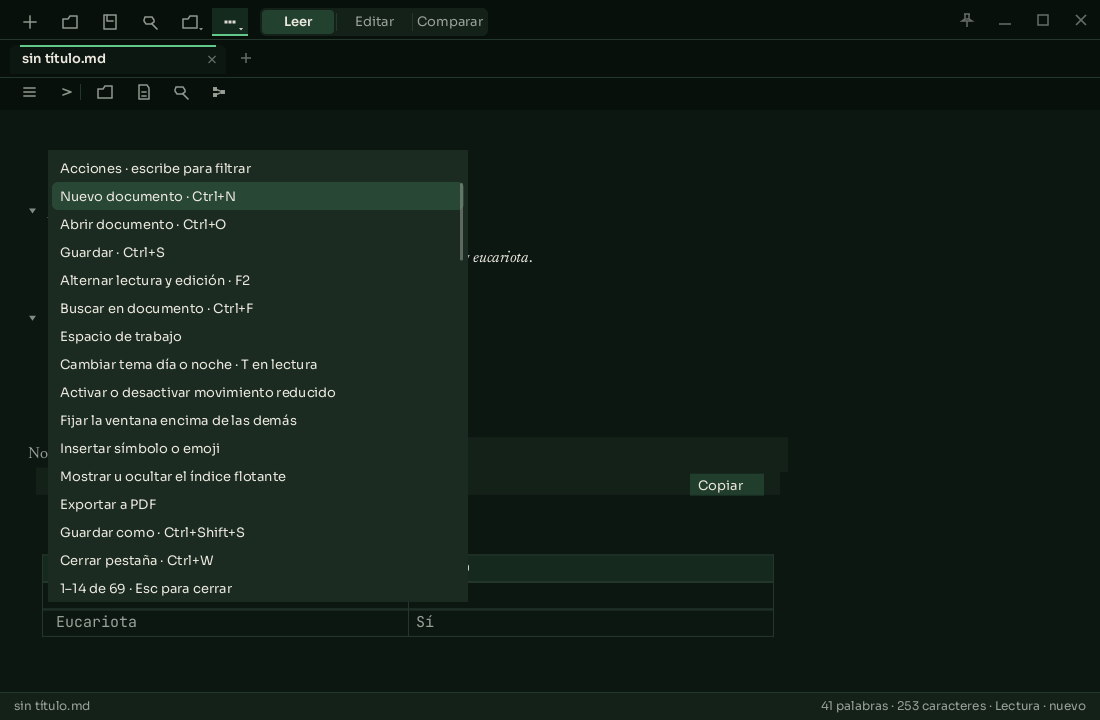 Leer Editar Comparar
sin título.md
Acciones · escribe para filtrar
Nuevo documento · Ctrl+N
Abrir documento · Ctrl+O
Guardar · Ctrl+S
eucariota.
Alternar lectura y edición · F2
Buscar en documento · Ctrl+F
Espacio de trabajo
Cambiar tema día o noche · T en lectura
Activar o desactivar movimiento reducido
Fijar la ventana encima de las demás
Insertar símbolo o emoji
No
Mostrar u ocultar el índice flotante
Copiar
Exportar a PDF
Guardar como · Ctrl+Shift+S
Cerrar pestaña · Ctrl+W
1–14 de 69 · Esc para cerrar
Eucariota Sí
sin título.md 41 palabras · 253 caracteres · Lectura · nuevo